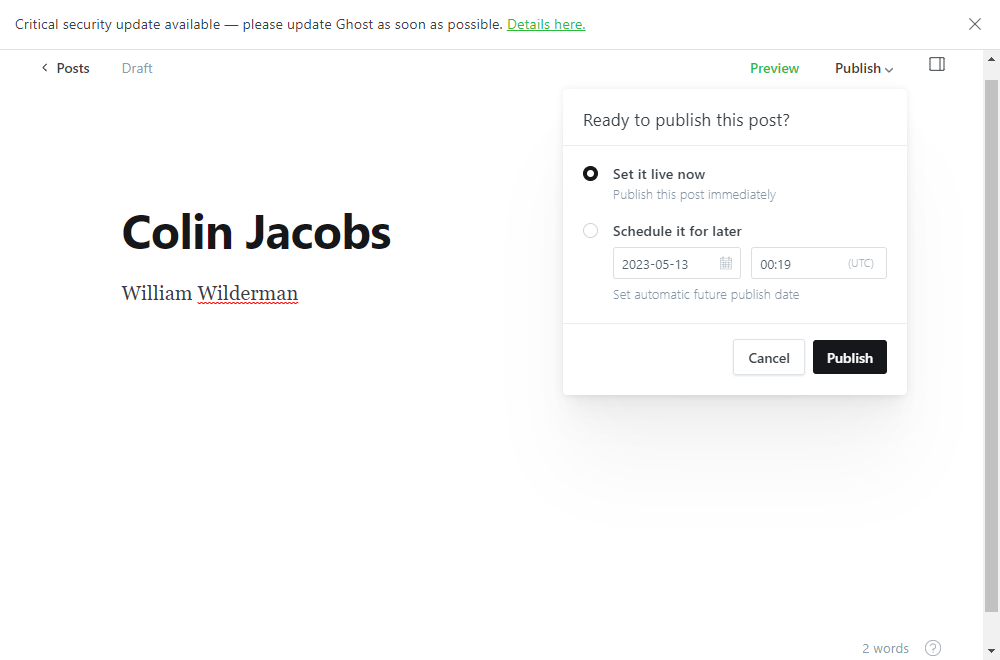 Critical security update available — please update Ghost as soon as possible. Details here.
Posts Draft Preview Publish
Ready to publish this post?
Set it live now
Publish this post immediately
Schedule it for later
2023-05-13 00:19 (UTC)
Set automatic future publish date
Cancel Publish
Colin Jacobs
William Wilderman
2 words ?